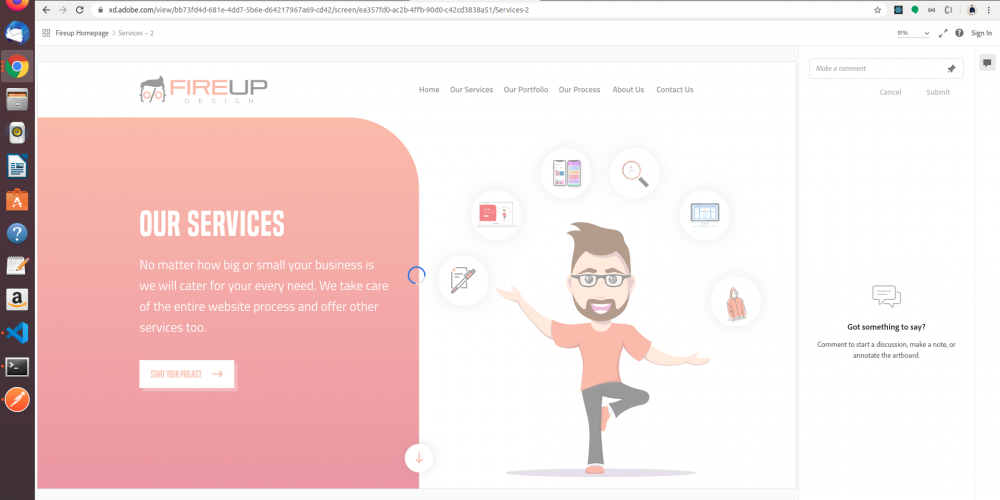 xd.adobe.com/view/bb73fd4d-681e-4dd7-5b6e-d64217967a69-cd42/screen/ea357fd0-ac2b-4ffb-90d0-c42cd3838a51/Services-2
Fireup Homepage > Services – 2
91%
Sign In
FIREUP
DESIGN
Home Our Services Our Portfolio Our Process About Us Contact Us
OUR SERVICES
No matter how big or small your business is
we will cater for your every need. We take care
of the entire website process and offer other
services too.
START YOUR PROJECT
Make a comment
Cancel Submit
Got something to say?
Comment to start a discussion, make a note, or
annotate the artboard.